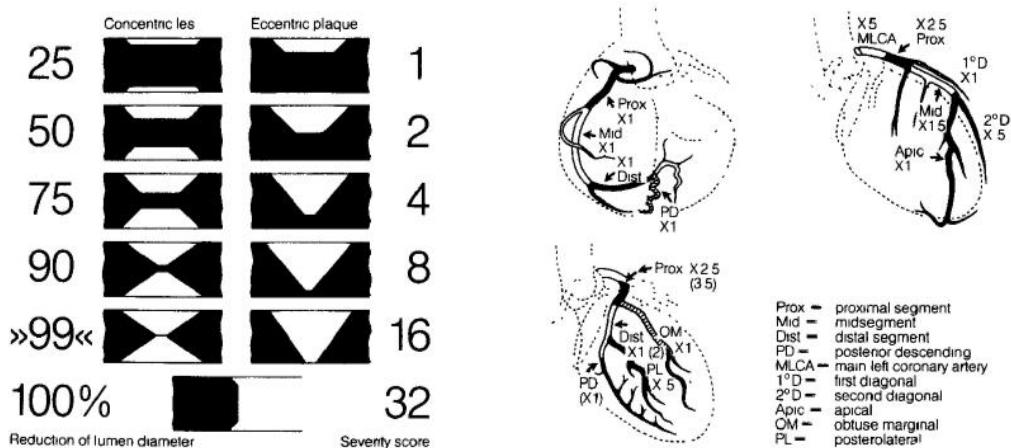 Concentric les Eccentric plaque
25 1
50 2
75 4
90 8
»99« 16
100% 32
Reduction of lumen diameter Severity score
Prox
X1
Mid
X1
X1
Dist
PD
X1
X5 X2 5
MLCA Prox
1°D
X1
Mid
X1 5
2°D
X 5
Apic
X1
Prox X2 5
(3 5)
OM
X1
Dist
X1 (2)
PL
X 5
PD
(X1)
Prox – proximal segment
Mid – midsegment
Dist – distal segment
PD – posterior descending
MLCA – main left coronary artery
1°D – first diagonal
2°D – second diagonal
Apic – apical
OM – obtuse marginal
PL – posterolateral